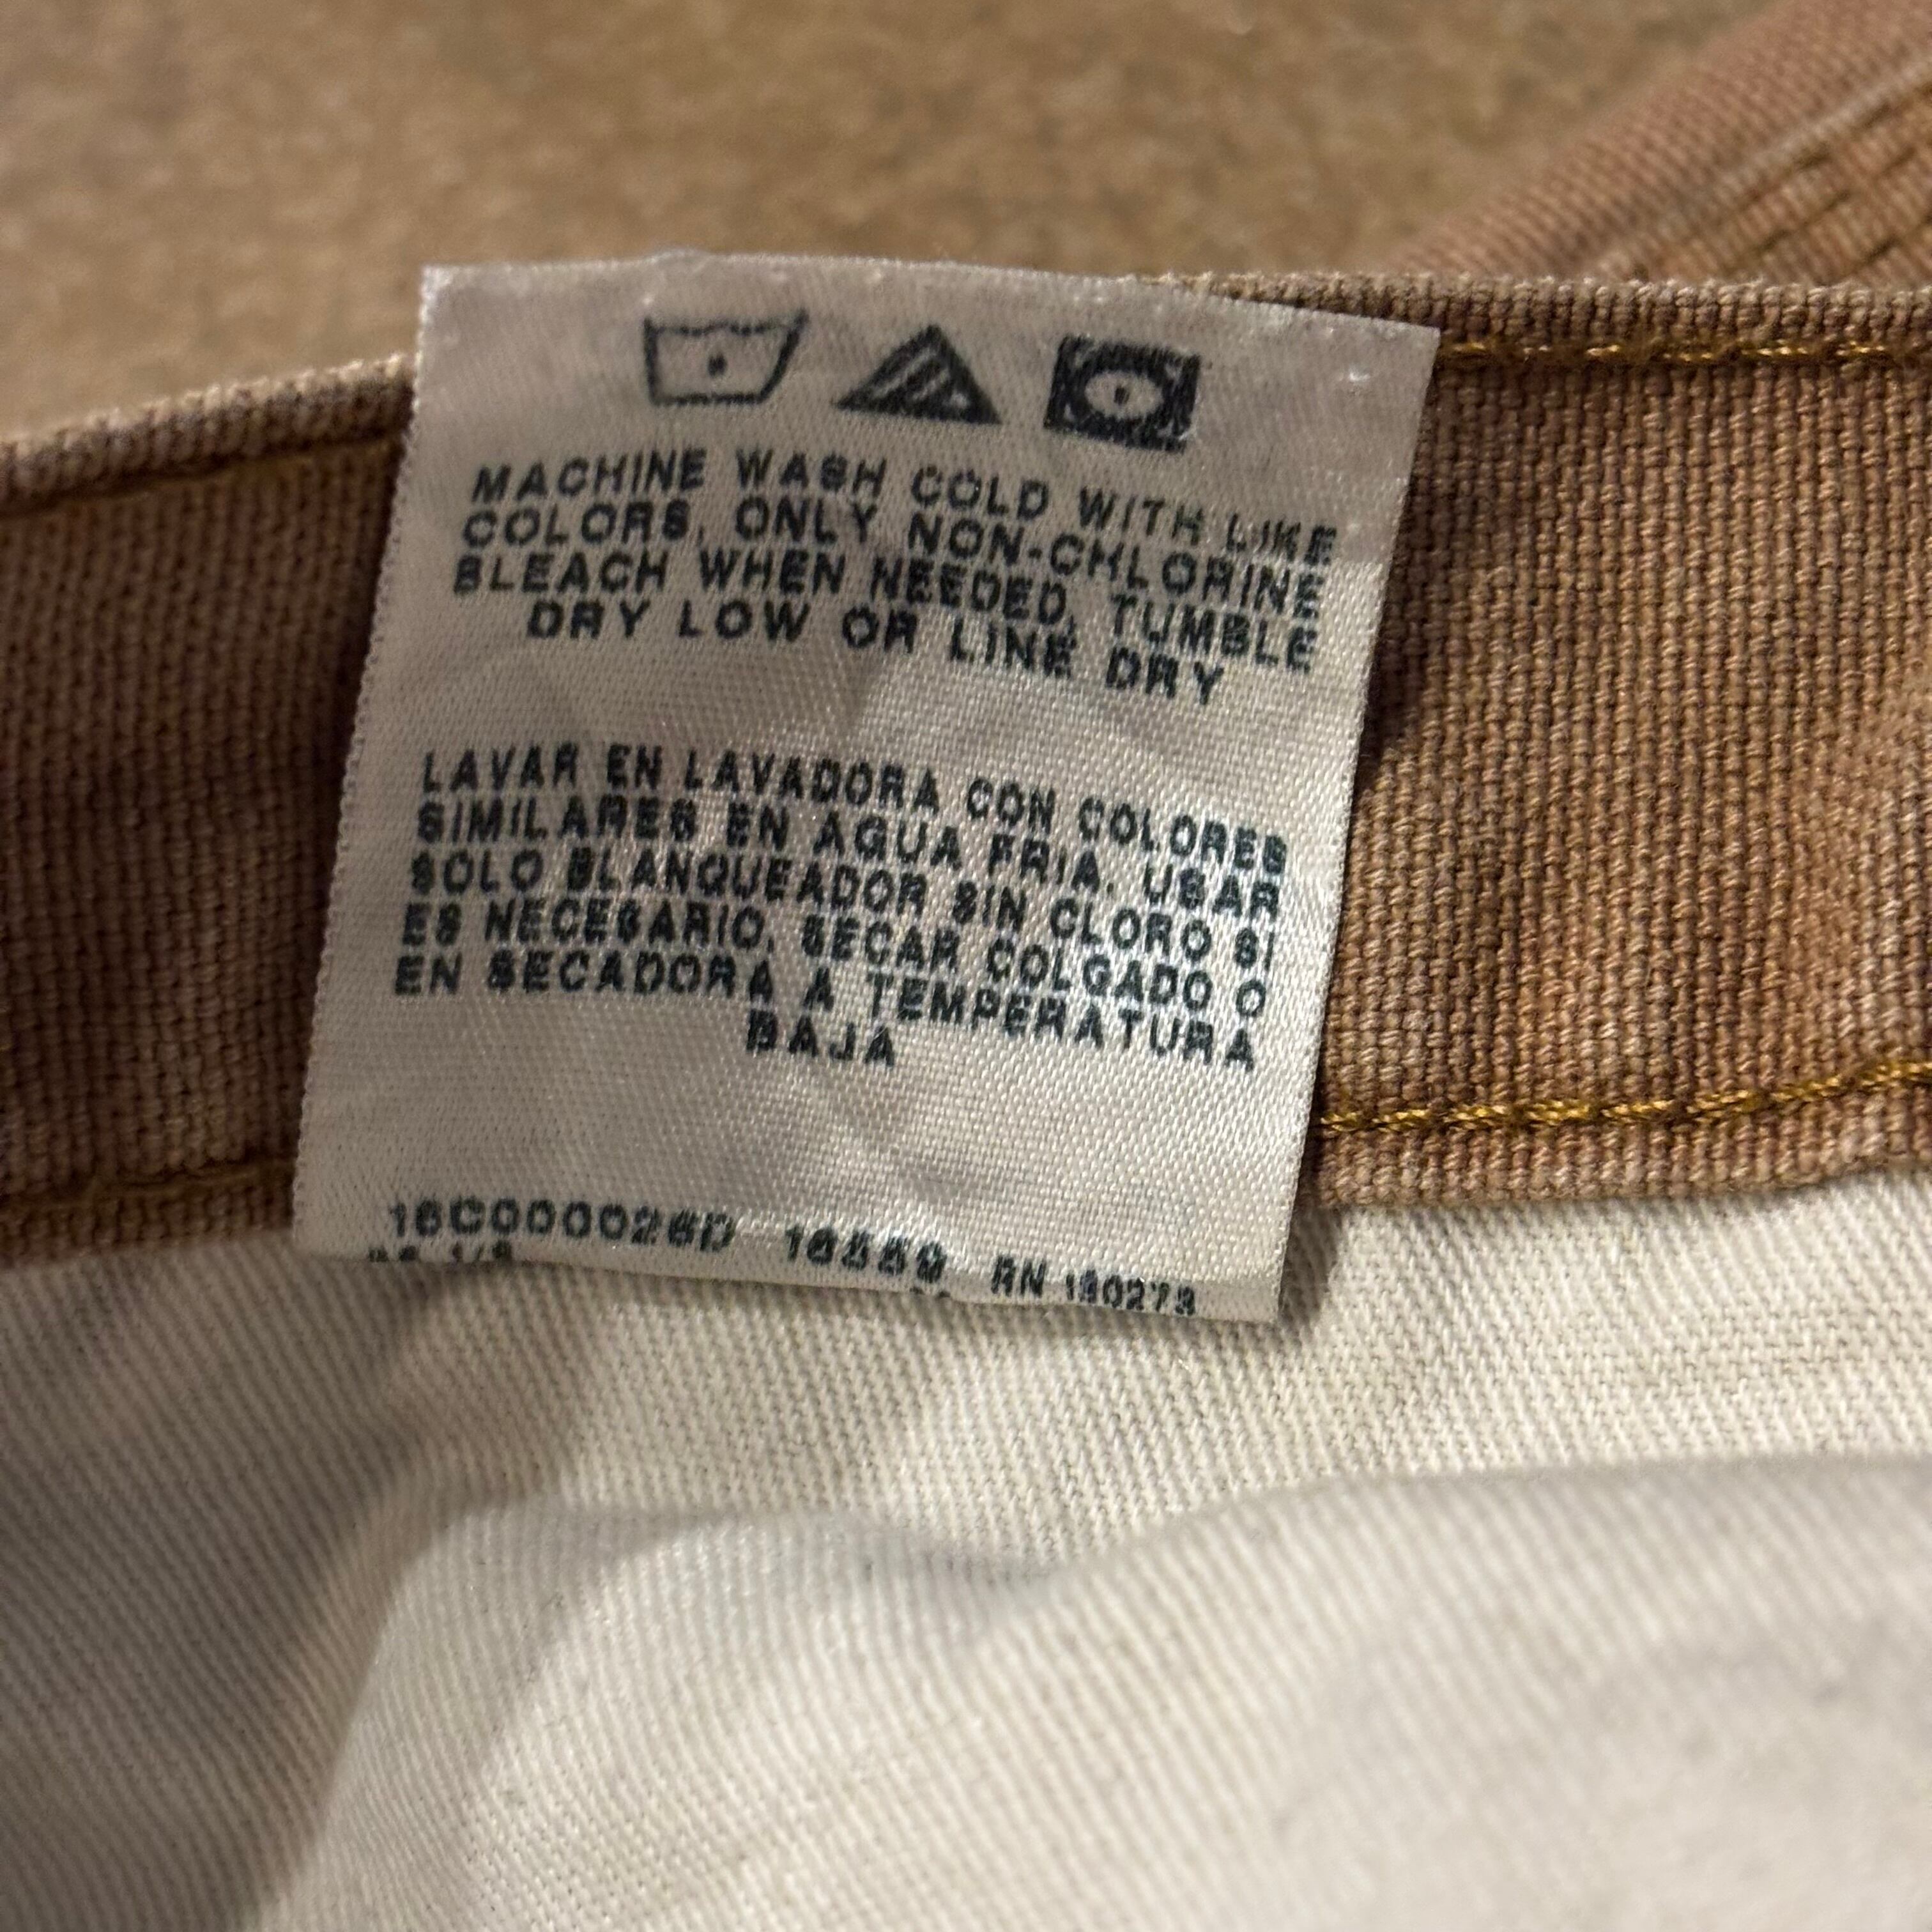 MACHINE WASH COLD WITH LIKE
COLORS, ONLY NON-CHLORINE
BLEACH WHEN NEEDED, TUMBLE
DRY LOW OR LINE DRY
LAVAR EN LAVADORA CON COLORES
SIMILARES EN AGUA FRIA. USAR
SOLO BLANQUEADOR SIN CLORO SI
ES NECESARIO. SECAR COLGADO O
EN SECADORA A TEMPERATURA
BAJA
RN 130273